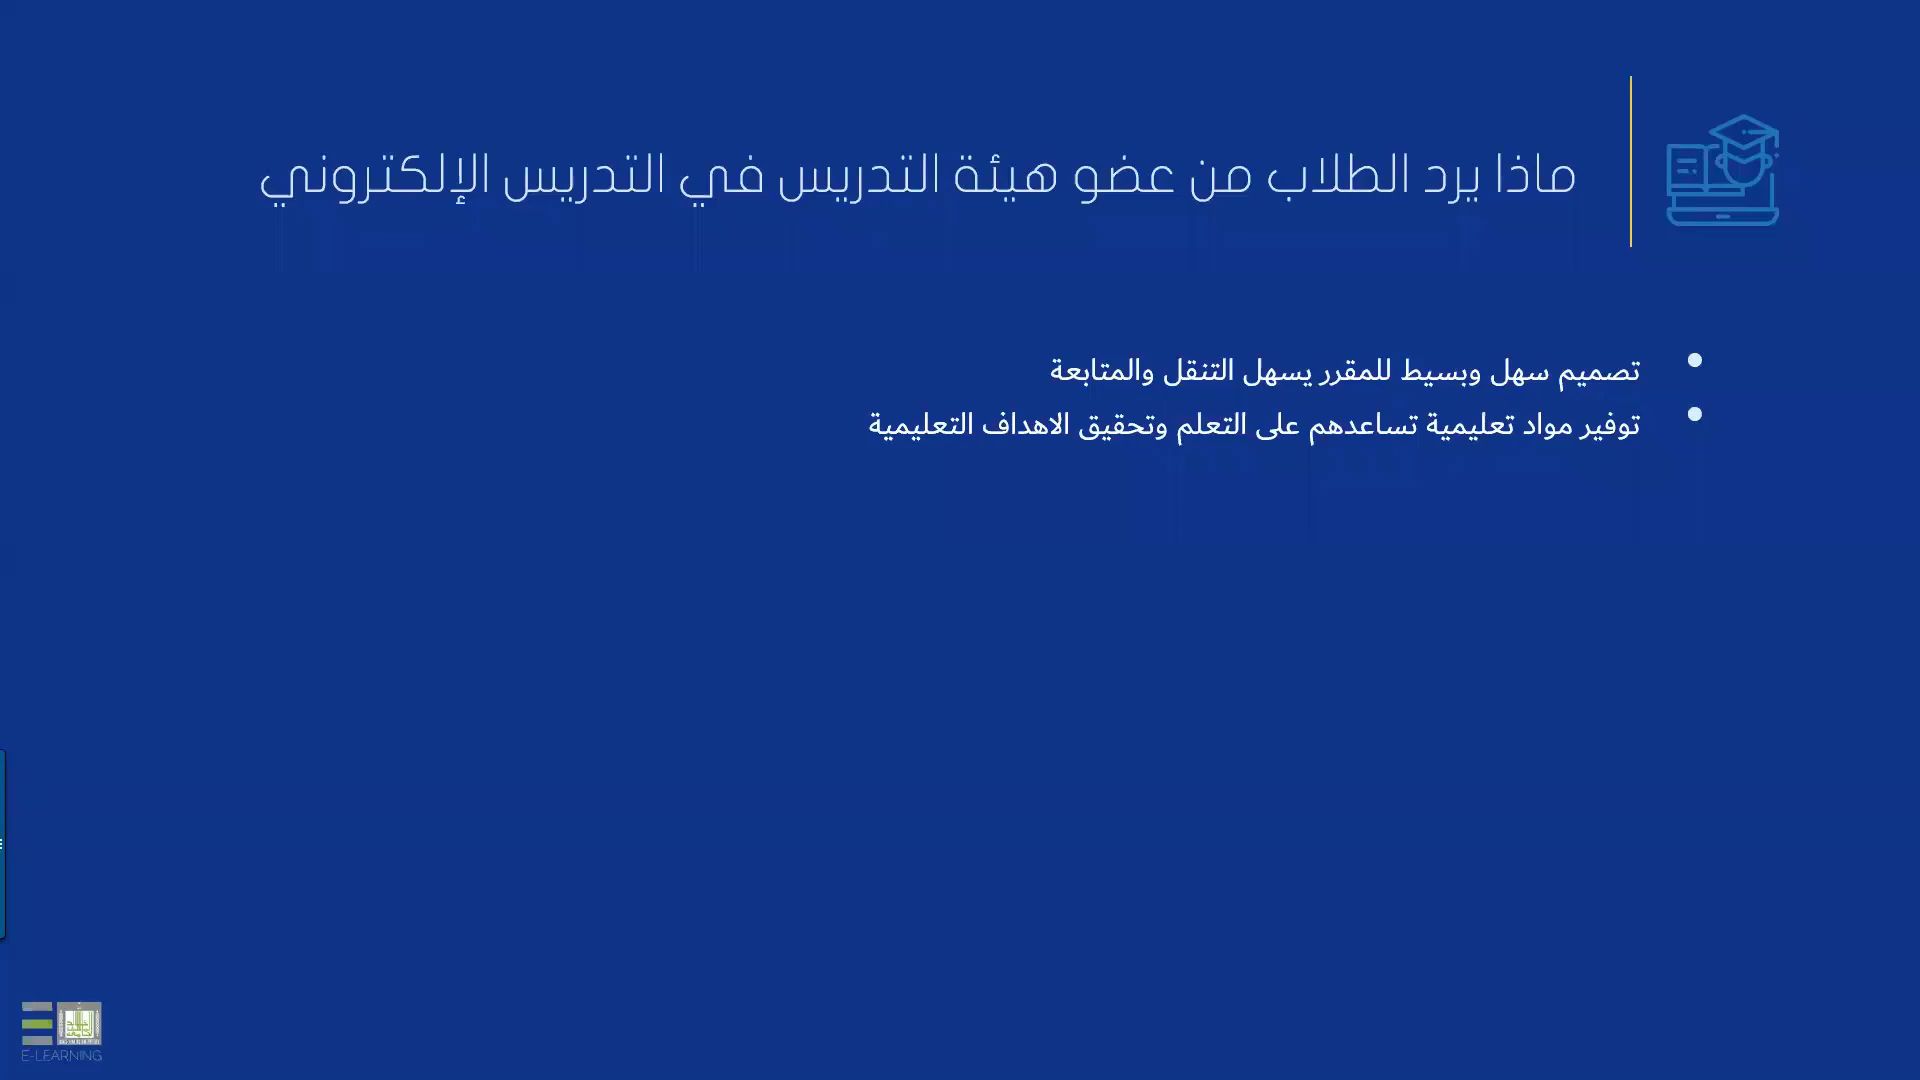 ماذا يرد الطلاب من عضو هيئة التدريس في التدريس الإلكتروني
تصميم سهل وبسيط للمقرر يسهل التنقل والمتابعة
توفير مواد تعليمية تساعدهم على التعلم وتحقيق الاهداف التعليمية
E-LEARNING